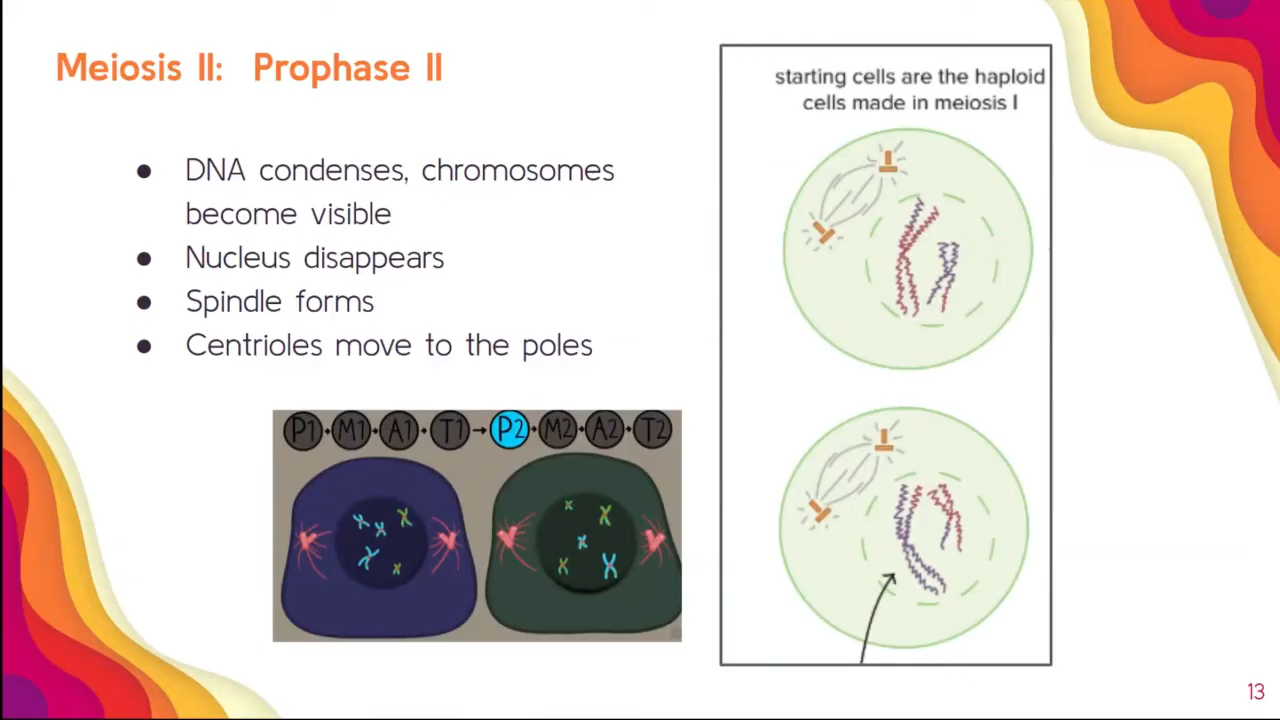 Meiosis II: Prophase II
● DNA condenses, chromosomes
become visible
● Nucleus disappears
● Spindle forms
● Centrioles move to the poles
P1 • M1 • A1 • T1 → P2 • M2 • A2 • T2
starting cells are the haploid
cells made in meiosis I
13